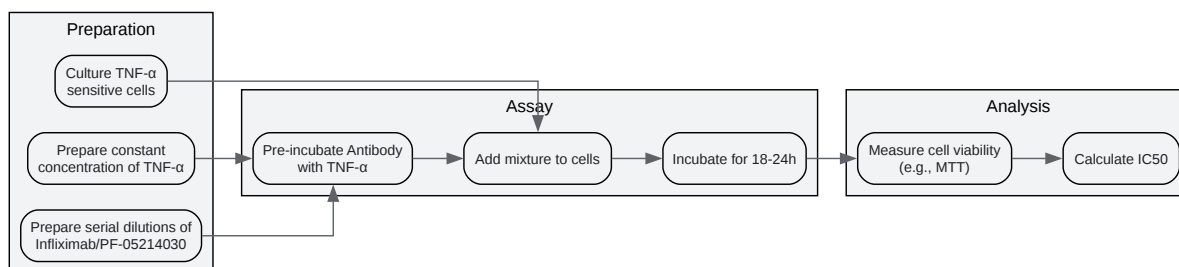 Preparation
Culture TNF-α
sensitive cells
Prepare constant
concentration of TNF-α
Prepare serial dilutions of
Infliximab/PF-05214030
Assay
Pre-incubate Antibody
with TNF-α
Add mixture to cells
Incubate for 18-24h
Analysis
Measure cell viability
(e.g., MTT)
Calculate IC50